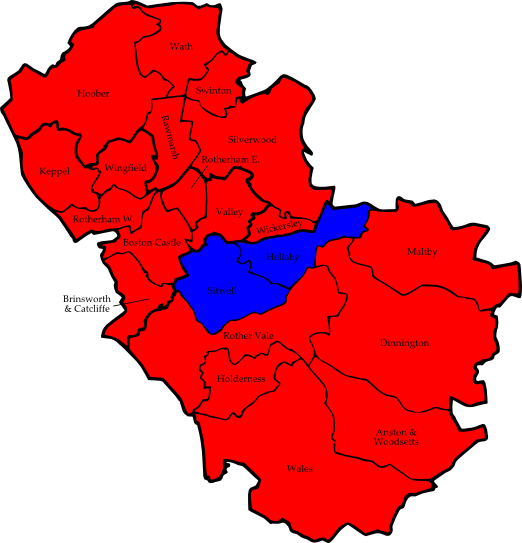 Wath
Hoober
Swinton
Rawmarsh
Silverwood
Rotherham E.
Keppel
Wingfield
Valley
Rotherham W.
Wickersley
Boston Castle
Hellaby
Maltby
Sitwell
Brinsworth
& Catcliffe
Rother Vale
Dinnington
Holderness
Anston &
Woodsetts
Wales